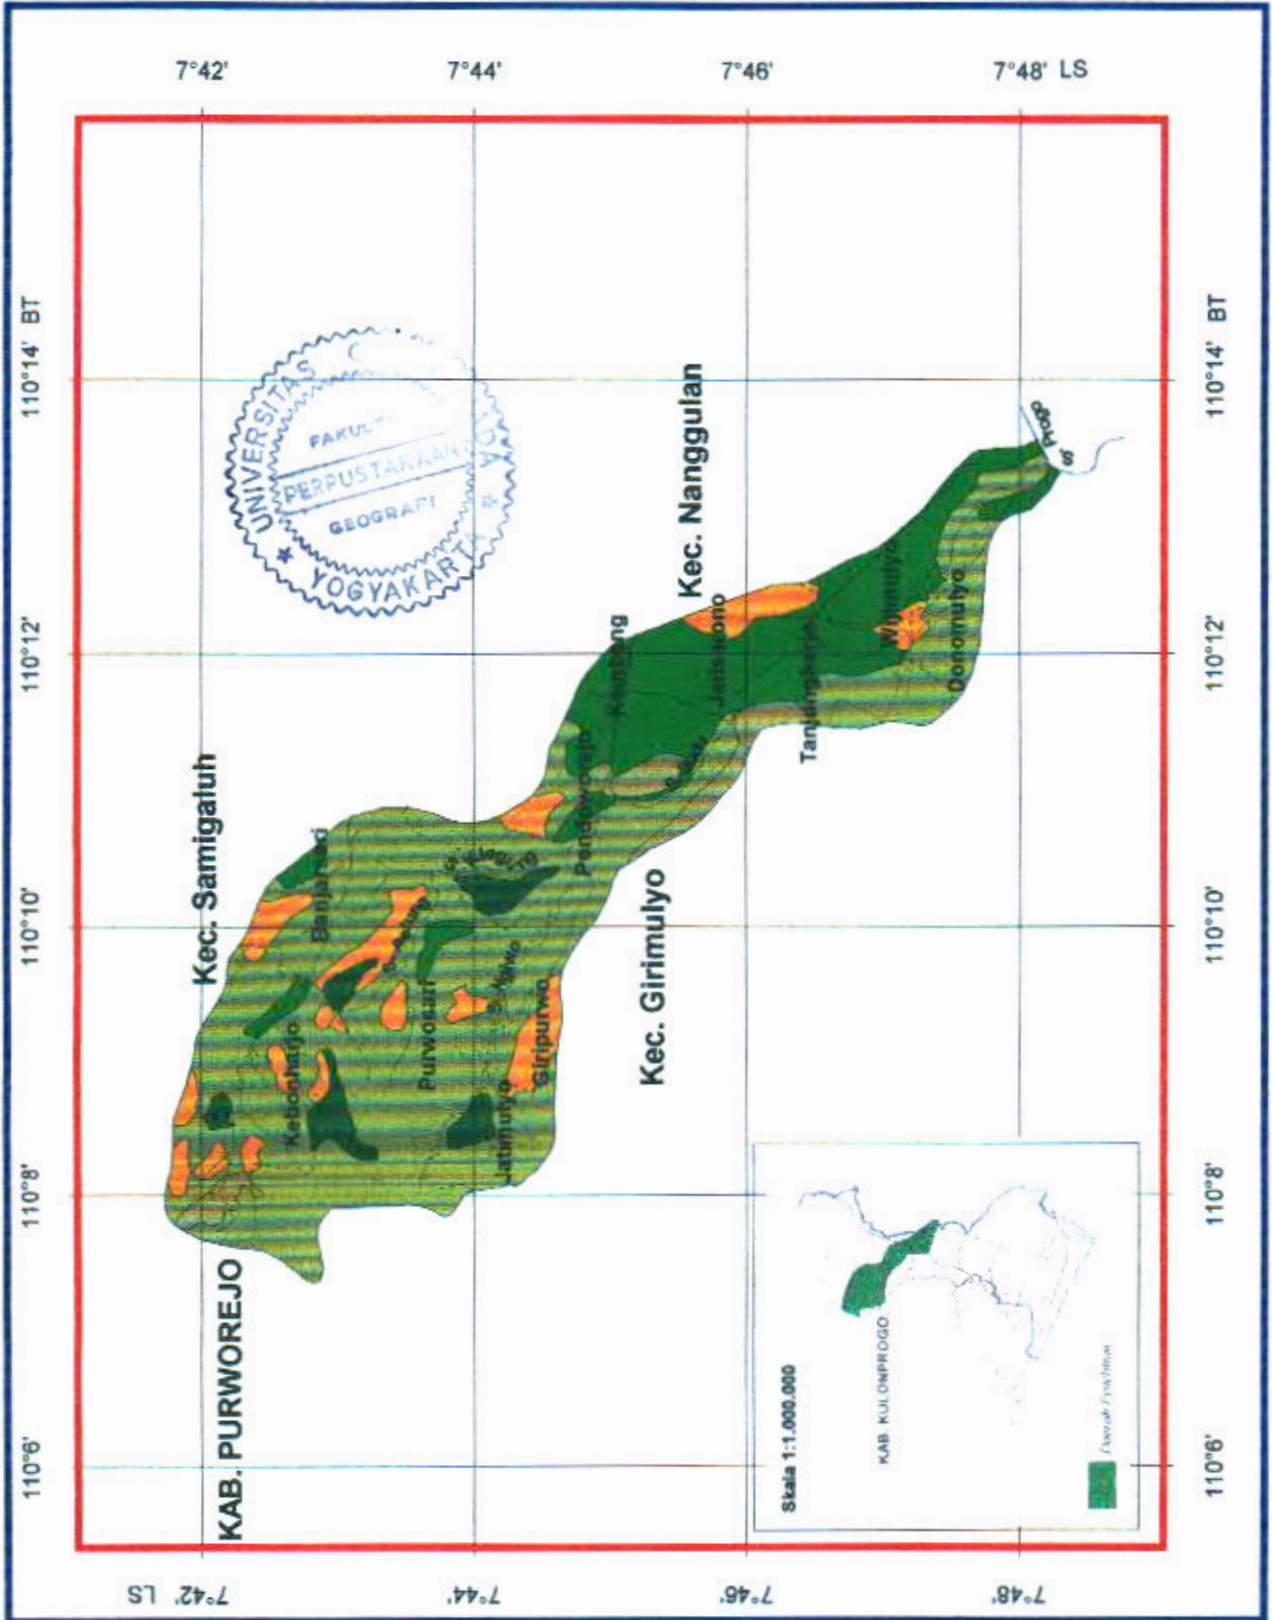 7°42'
7°44'
7°46'
7°48' LS
110°14' BT
110°12'
110°10'
110°8'
110°6'
110°14' BT
110°12'
110°10'
110°8'
110°6'
7°42' LS
7°44'
7°46'
7°48'
KAB. PURWOREJO
Kec. Samigaluh
Kec. Girimulyo
Kec. Nanggulan
Banjarsari
Kebonharjo
Purwosari
Jatimulyo
Giripurwo
Pendoworejo
Kembang
Jatisarono
Tanjungharjo
Wijimulyo
Donomulyo
S. Progo
UNIVERSITAS
YOGYAKARTA
PERPUSTAKAAN
GEOGRAFI
Skala 1:1.000.000
KAB. KULONPROGO